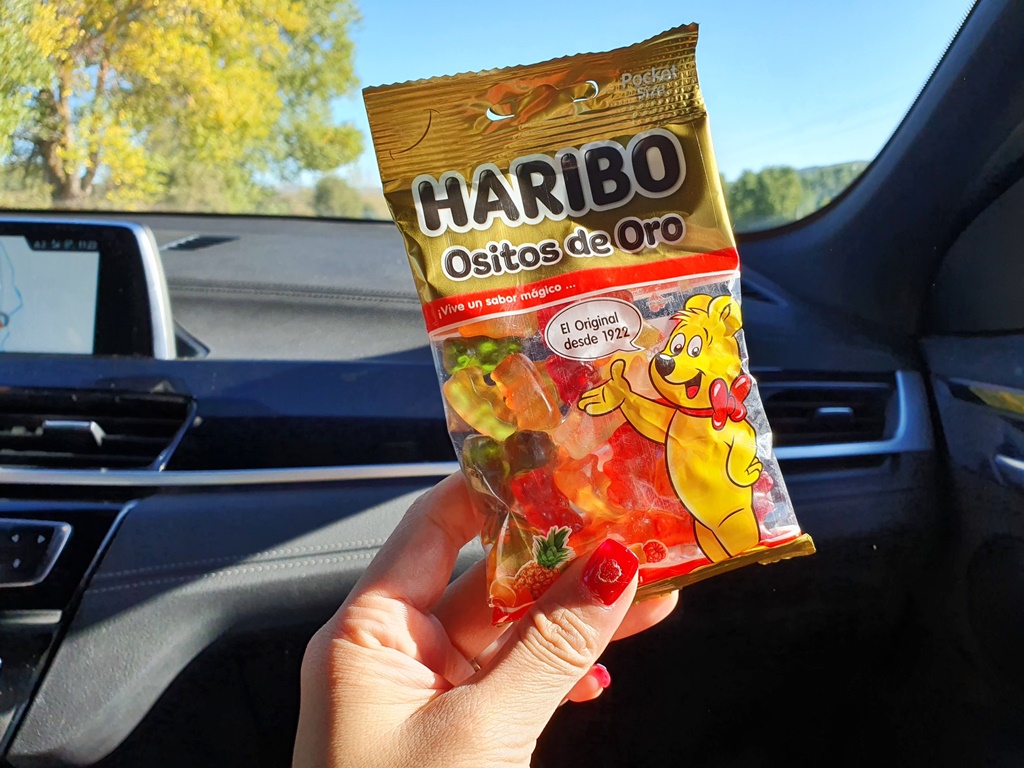 Pocket
Size
HARIBO
Ositos de Oro
¡Vive un sabor mágico ...
El Original
desde 1922